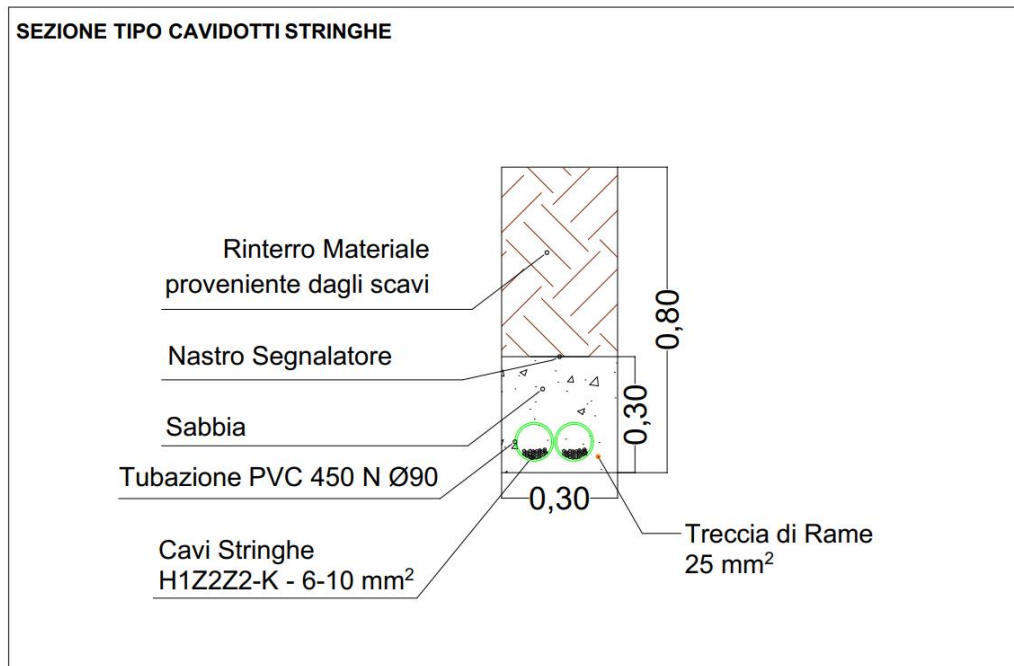 SEZIONE TIPO CAVIDOTTI STRINGHE
Rinterro Materiale
proveniente dagli scavi
Nastro Segnalatore
Sabbia
Tubazione PVC 450 N Ø90
Cavi Stringhe
H1Z2Z2-K - 6-10 mm²
0,80
0,30
0,30
Treccia di Rame
25 mm²